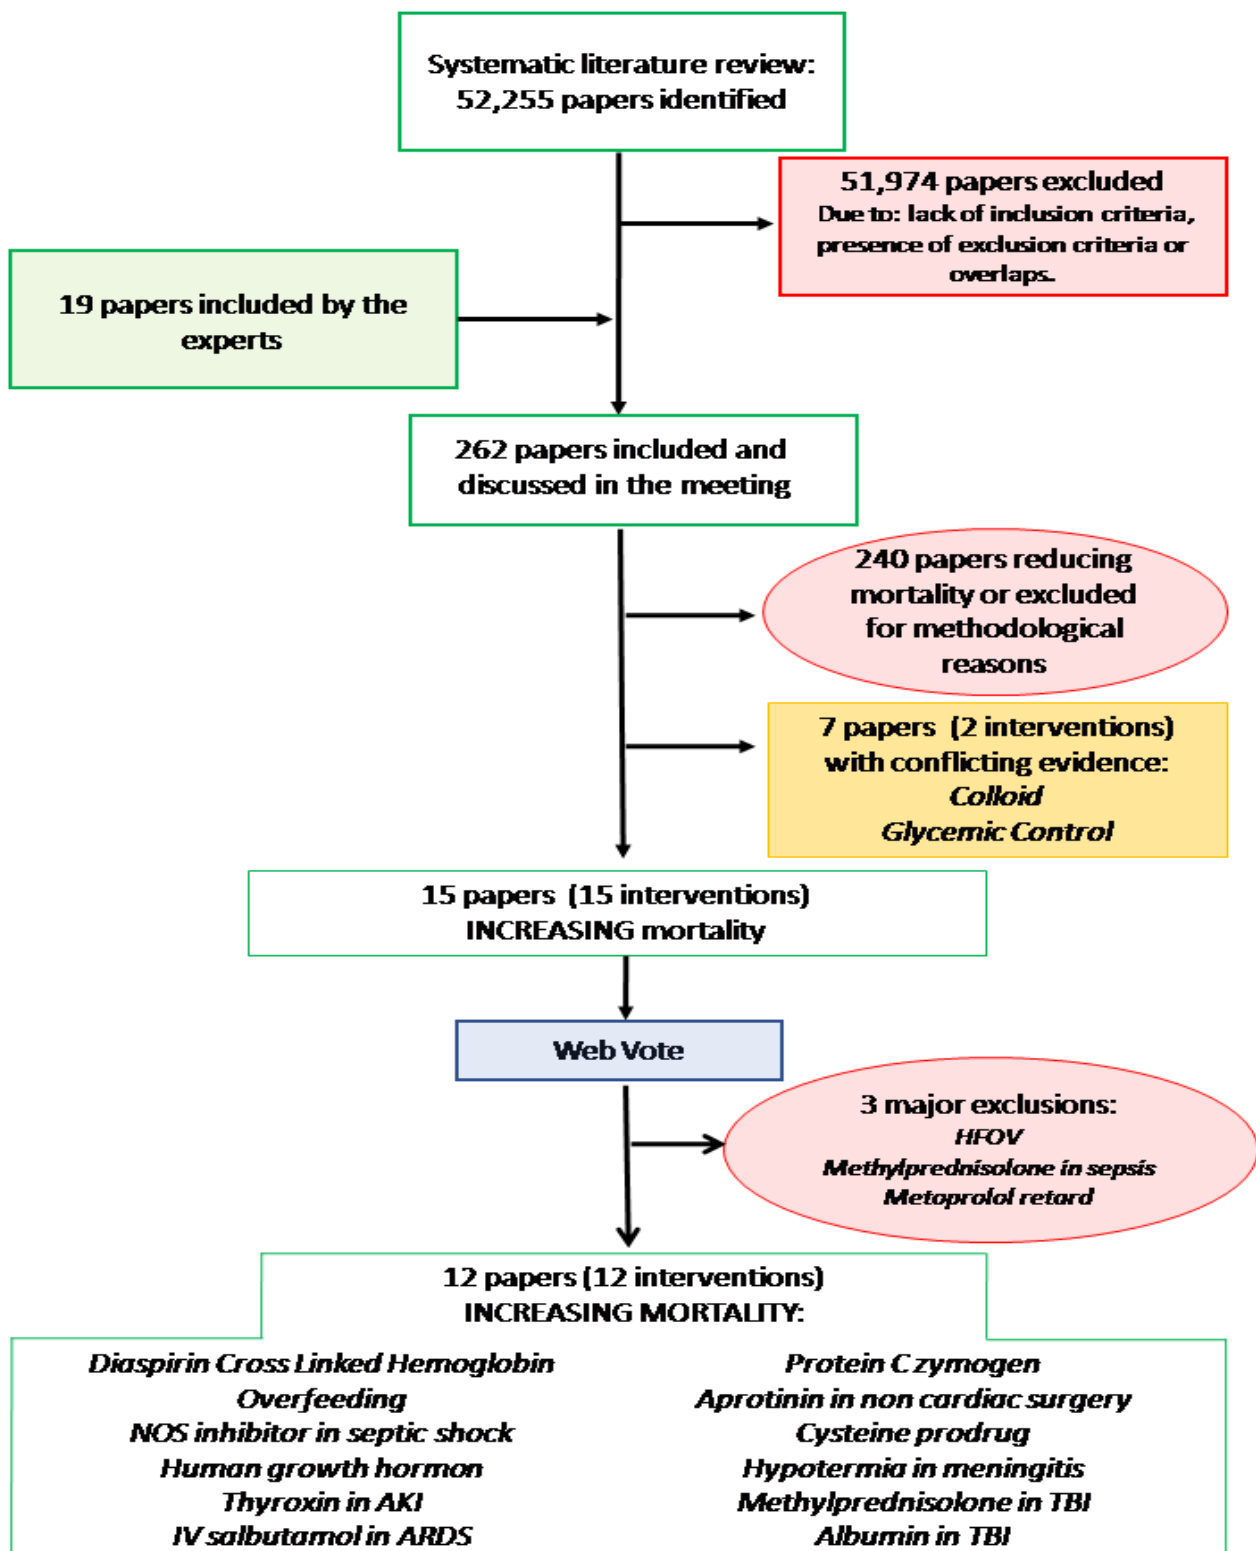 Systematic literature review:
52,255 papers identified
51,974 papers excluded
Due to: lack of inclusion criteria,
presence of exclusion criteria or
overlaps.
19 papers included by the
experts
262 papers included and
discussed in the meeting
240 papers reducing
mortality or excluded
for methodological
reasons
7 papers (2 interventions)
with conflicting evidence:
Colloid
Glycemic Control
15 papers (15 interventions)
INCREASING mortality
Web Vote
3 major exclusions:
HFOV
Methylprednisolone in sepsis
Metoprolol retard
12 papers (12 interventions)
INCREASING MORTALITY:
Diaspirin Cross Linked Hemoglobin
Overfeeding
NOS inhibitor in septic shock
Human growth hormon
Thyroxin in AKI
IV salbutamol in ARDS
Protein C zymogen
Aprotinin in non cardiac surgery
Cysteine prodrug
Hypotermia in meningitis
Methylprednisolone in TBI
Albumin in TBI